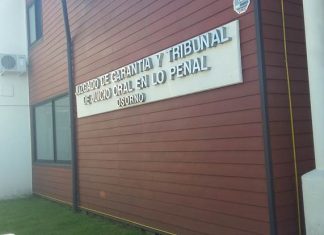 JUZGADO DE GARANTIA Y TRIBUNAL
DE JUICIO ORAL EN LO PENAL
OSORNO